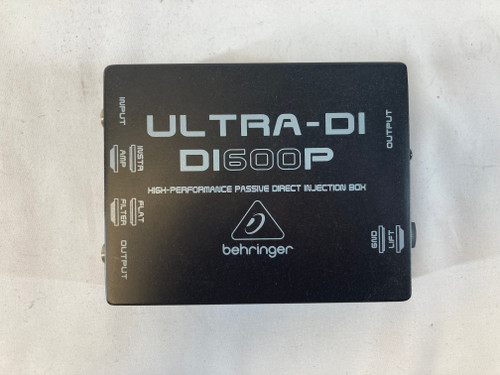 ULTRA-DI
DI600P
HIGH-PERFORMANCE PASSIVE DIRECT INJECTION BOX
behringer
INPUT
INSTR
AMP
FLAT
FILTER
OUTPUT
OUTPUT
GND
LIFT